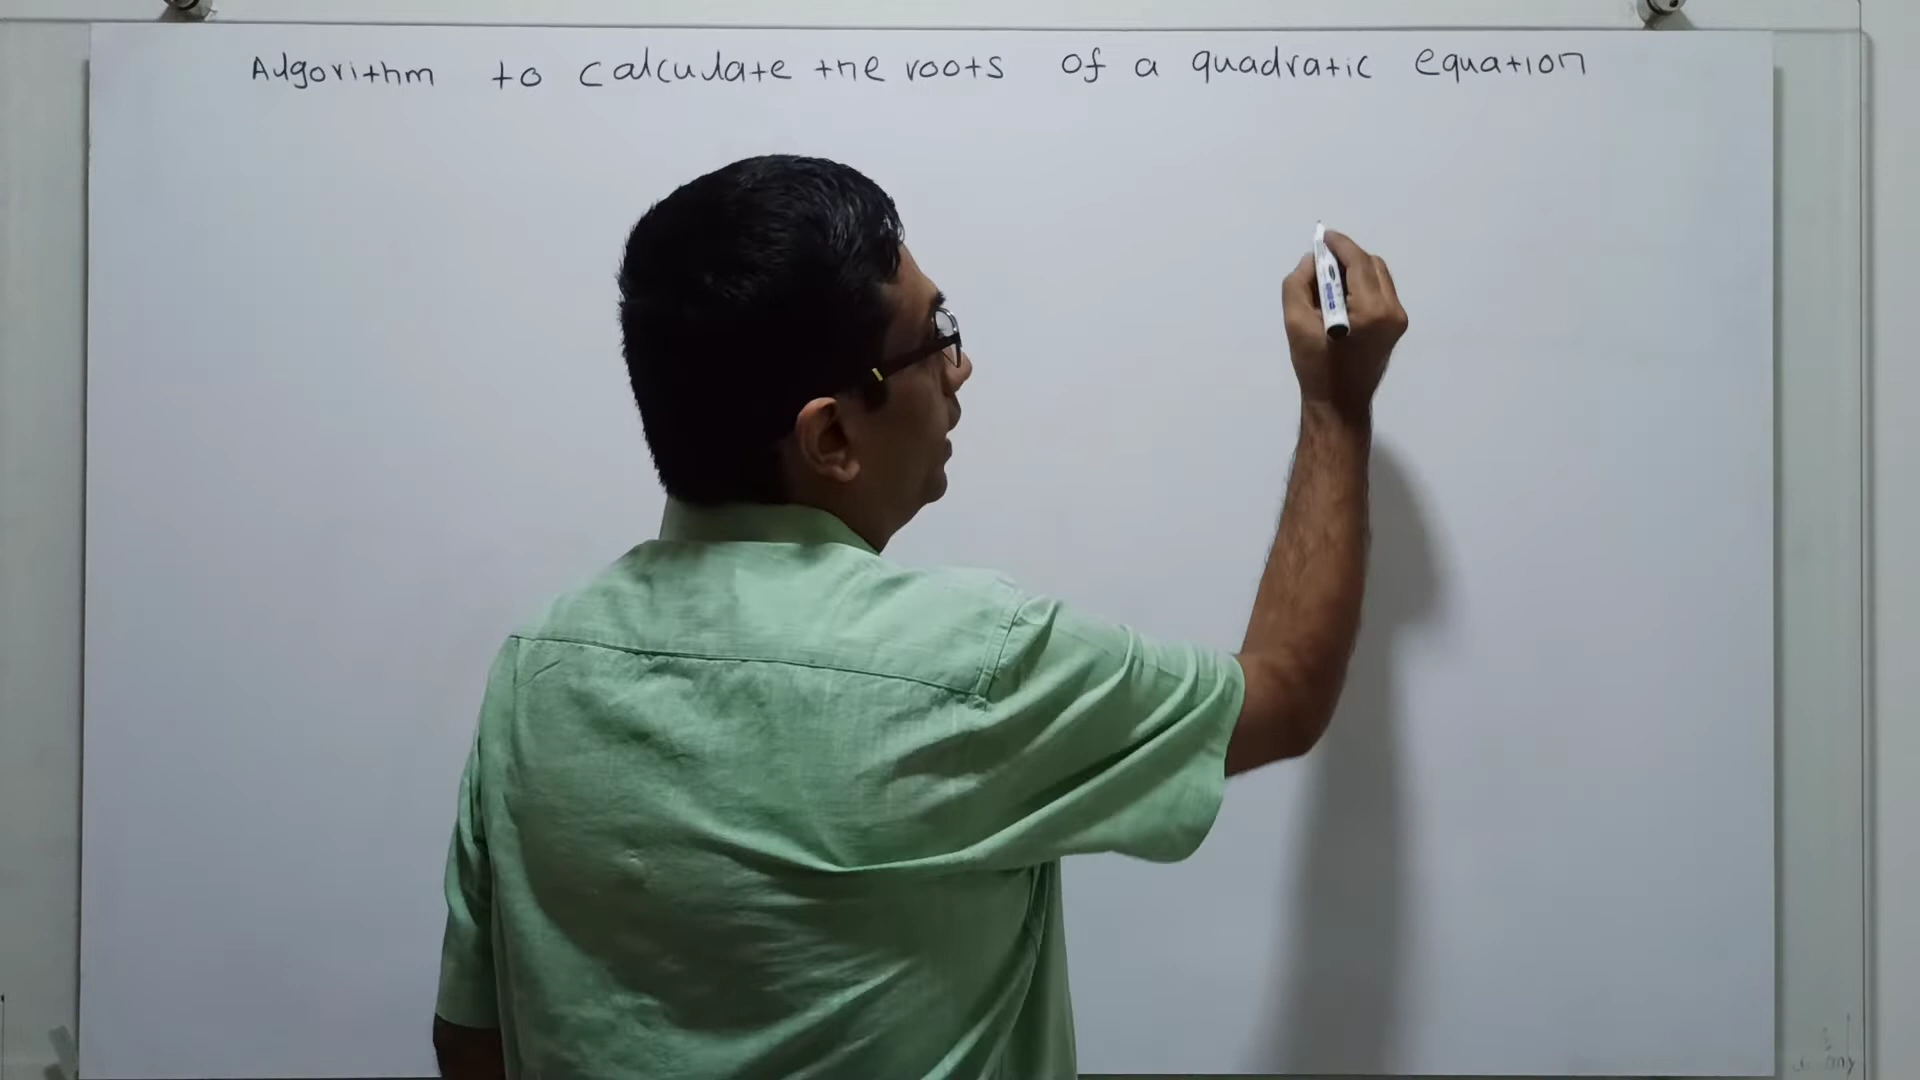 Algorithm to calculate the roots of a quadratic equation